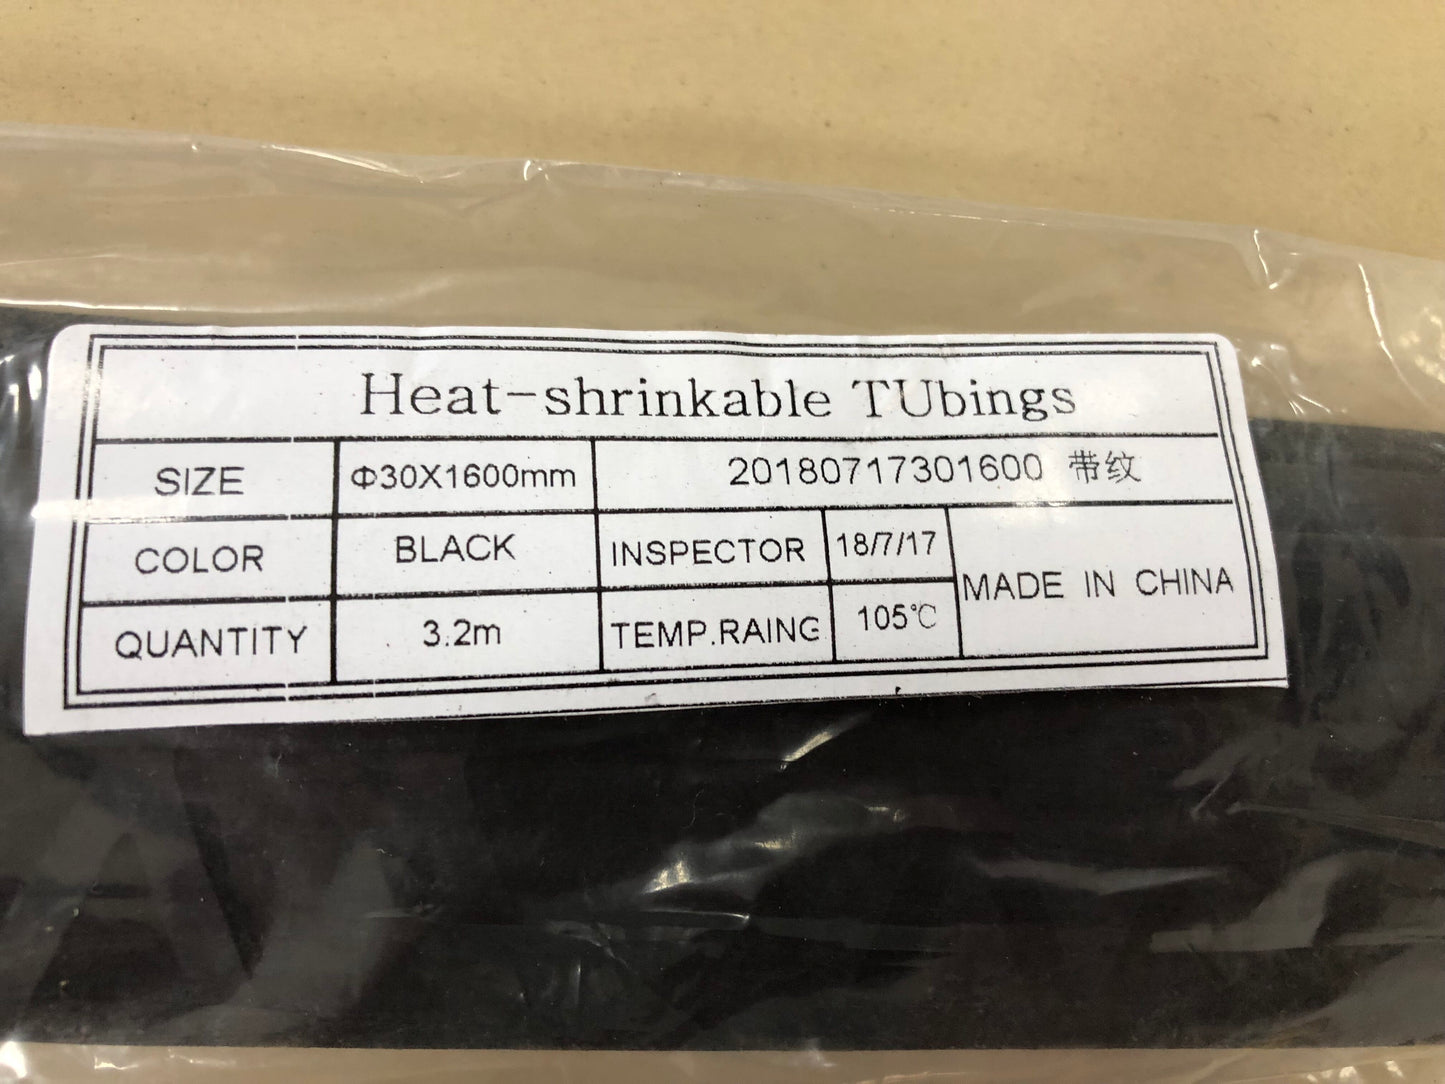 Heat-shrinkable TUbings
SIZE Φ30X1600mm 20180717301600 带纹
COLOR BLACK INSPECTOR 18/7/17
MADE IN CHINA
QUANTITY 3.2m TEMP.RAING 105℃